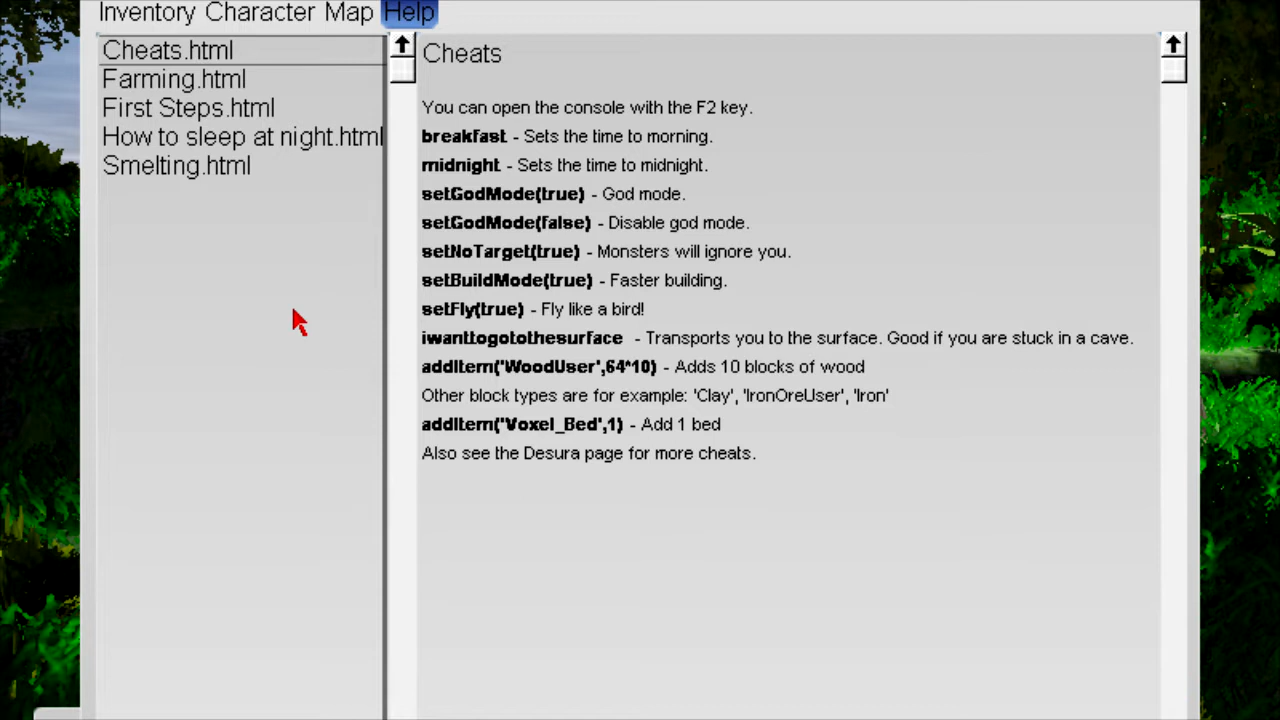 Inventory Character Map Help
Cheats.html
Farming.html
First Steps.html
How to sleep at night.html
Smelting.html
Cheats
You can open the console with the F2 key.
breakfast - Sets the time to morning.
midnight - Sets the time to midnight.
setGodMode(true) - God mode.
setGodMode(false) - Disable god mode.
setNoTarget(true) - Monsters will ignore you.
setBuildMode(true) - Faster building.
setFly(true) - Fly like a bird!
iwanttogotothesurface - Transports you to the surface. Good if you are stuck in a cave.
addItem('WoodUser',64*10) - Adds 10 blocks of wood
Other block types are for example: 'Clay', 'IronOreUser', 'Iron'
addItem('Voxel_Bed',1) - Add 1 bed
Also see the Desura page for more cheats.